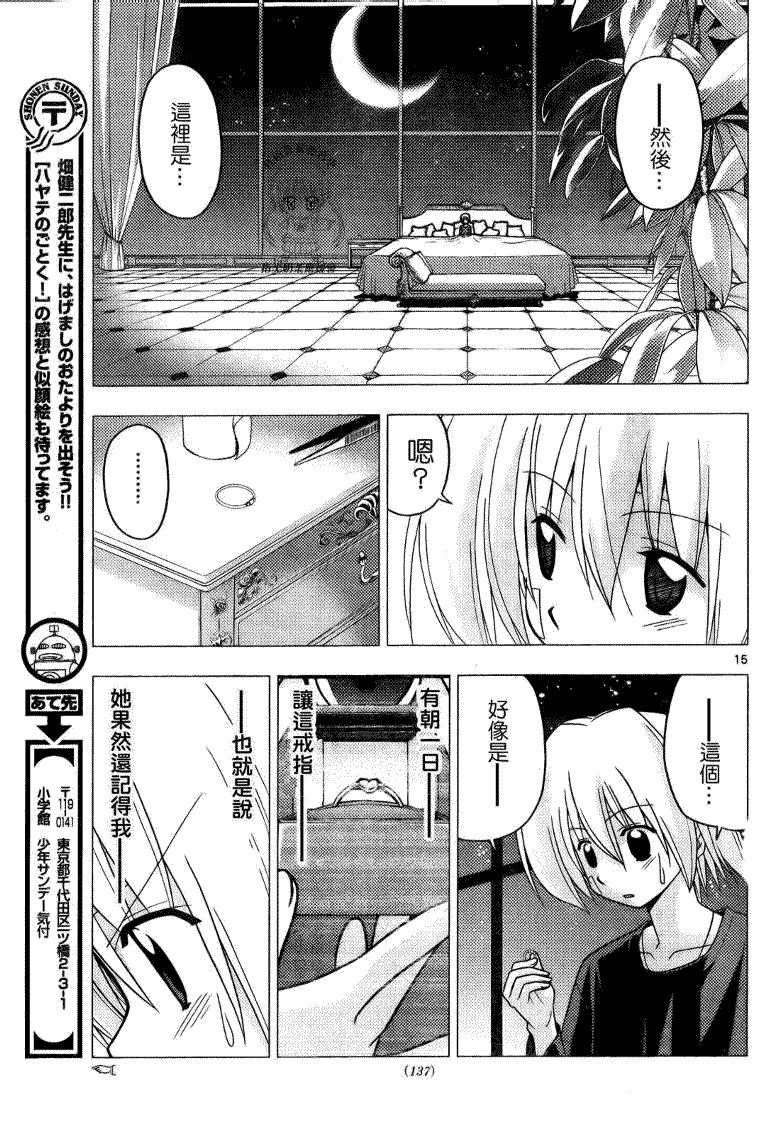 ——然後…
這裡是…
嗯？
………
15
——這個…
好像是——
有朝一日——
讓這戒指——
——也就是說
她果然還記得我——
(137)
SHONEN SUNDAY
〒
畑健二郎先生に、はげましのおたよりを出そう!!
[ハヤテのごとく!]の感想と似顔絵も待ってます。
あて先
〒119-0141 東京都千代田区一ツ橋2-3-1
小学館 少年サンデー気付